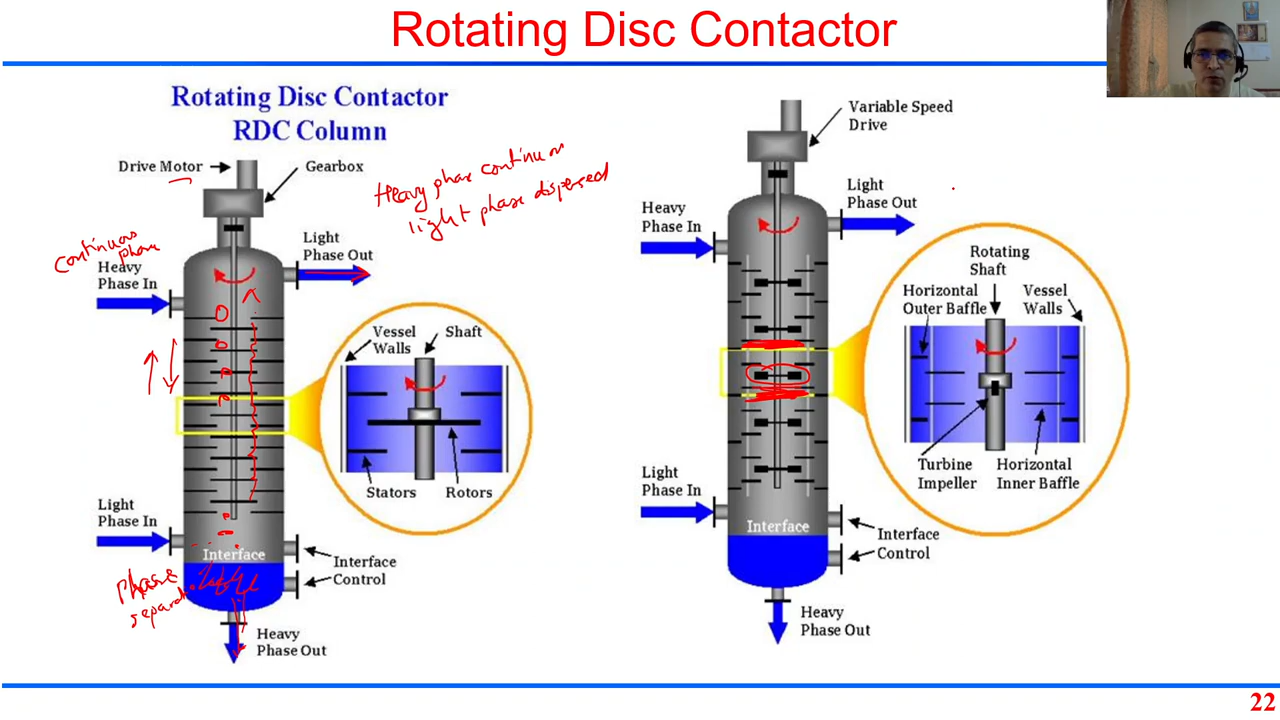 Rotating Disc Contactor
Rotating Disc Contactor
RDC Column
Drive Motor
Gearbox
Heavy phase continuous
light phase dispersed
Continuous
phase
Heavy
Phase In
Light
Phase Out
Vessel
Walls
Shaft
Stators
Rotors
Light
Phase In
Interface
Interface
Control
Phase
Heavy
Phase Out
Variable Speed
Drive
Light
Phase Out
Heavy
Phase In
Rotating
Shaft
Horizontal
Outer Baffle
Vessel
Walls
Turbine
Impeller
Horizontal
Inner Baffle
Light
Phase In
Interface
Interface
Control
Heavy
Phase Out
22